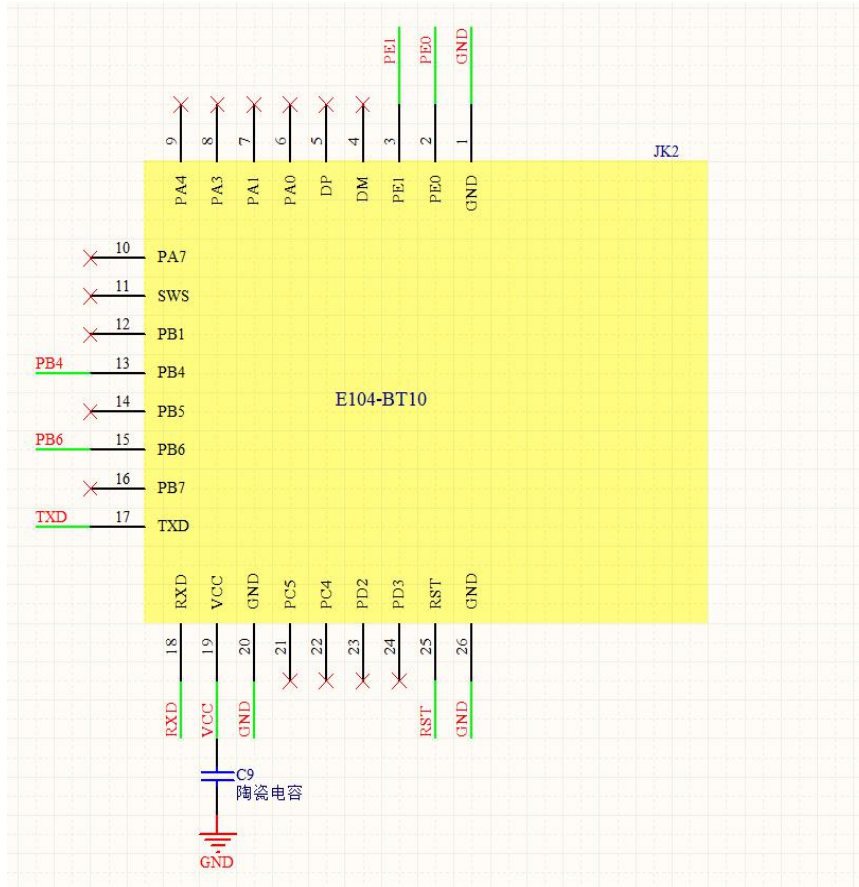 PE1 PE0 GND
9 8 7 6 5 4 3 2 1
JK2
PA4 PA3 PA1 PA0 DP DM PE1 PE0 GND
10 PA7
11 SWS
12 PB1
PB4 13 PB4
E104-BT10
14 PB5
PB6 15 PB6
16 PB7
TXD 17 TXD
RXD VCC GND PC5 PC4 PD2 PD3 RST GND
18 19 20 21 22 23 24 25 26
RXD VCC GND RST GND
C9
陶瓷电容
GND